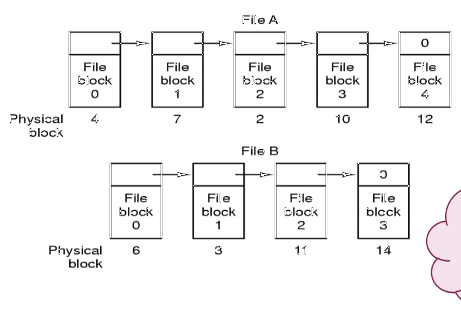 File A
0
File File File File File
block block block block block
0 1 2 3 4
Physical block 4 7 2 10 12
File B
0
File File File File
block block block block
0 1 2 3
Physical block 6 3 11 14